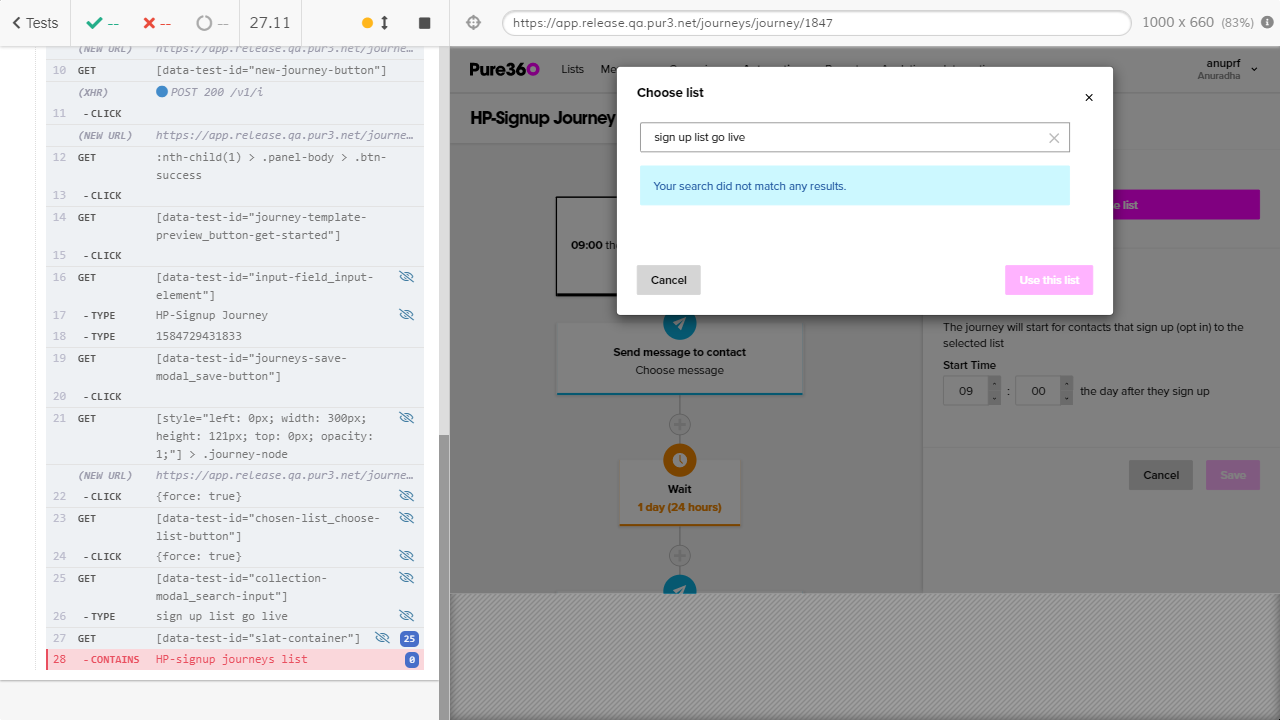 Tests
--
--
--
27.11
https://app.release.qa.pur3.net/journeys/journey/1847
1000 x 660 (83%)
(NEW URL) https://app.release.qa.pur3.net/journe…
10 GET [data-test-id="new-journey-button"]
(XHR) POST 200 /v1/i
11 -CLICK
(NEW URL) https://app.release.qa.pur3.net/journe…
12 GET :nth-child(1) > .panel-body > .btn-
success
13 -CLICK
14 GET [data-test-id="journey-template-
preview_button-get-started"]
15 -CLICK
16 GET [data-test-id="input-field_input-
element"]
17 -TYPE HP-Signup Journey
18 -TYPE 1584729431833
19 GET [data-test-id="journeys-save-
modal_save-button"]
20 -CLICK
21 GET [style="left: 0px; width: 300px;
height: 121px; top: 0px; opacity:
1;"] > .journey-node
(NEW URL) https://app.release.qa.pur3.net/journe…
22 -CLICK {force: true}
23 GET [data-test-id="chosen-list_choose-
list-button"]
24 -CLICK {force: true}
25 GET [data-test-id="collection-
modal_search-input"]
26 -TYPE sign up list go live
27 GET [data-test-id="slat-container"] 25
28 -CONTAINS HP-signup journeys list 0
Pure360
Lists
anuprf
Anuradha
HP-Signup Journey
Choose list
×
sign up list go live
Your search did not match any results.
Cancel
Use this list
09:00
list
Send message to contact
Choose message
Wait
1 day (24 hours)
The journey will start for contacts that sign up (opt in) to the
selected list
Start Time
09 : 00 the day after they sign up
Cancel
Save